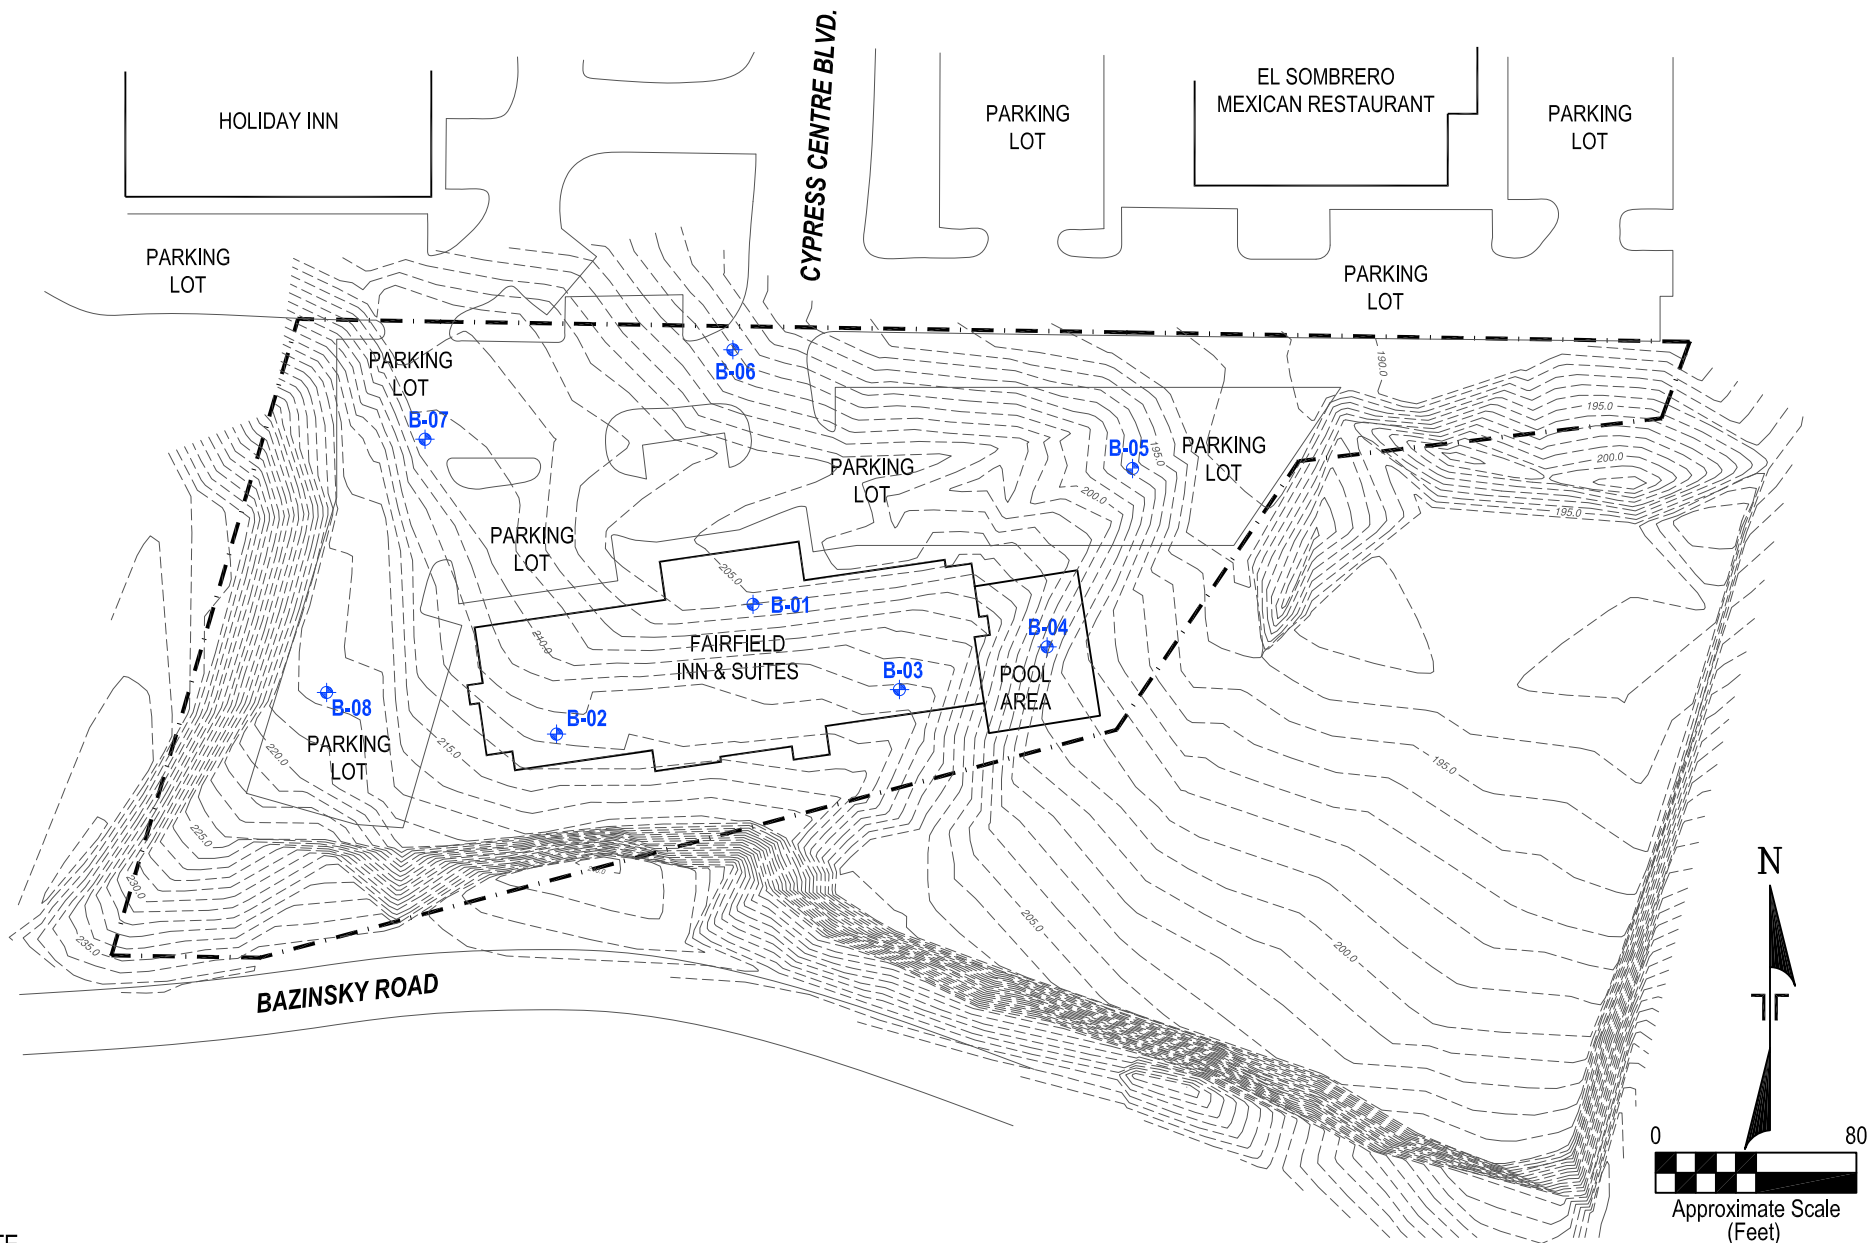 CYPRESS CENTRE BLVD.
HOLIDAY INN
EL SOMBRERO
MEXICAN RESTAURANT
PARKING
LOT
PARKING
LOT
PARKING
LOT
PARKING
LOT
PARKING
LOT
B-06
190.0
195.0
PARKING
LOT
B-07
B-05
195.0
PARKING
LOT
200.0
PARKING
LOT
200.0
195.0
PARKING
LOT
205.0
B-01
210.0
FAIRFIELD
INN & SUITES
B-04
B-03
POOL
AREA
B-08
B-02
PARKING
LOT
215.0
220.0
195.0
225.0
230.0
235.0
205.0
200.0
BAZINSKY ROAD
N
0
80
Approximate Scale
(Feet)